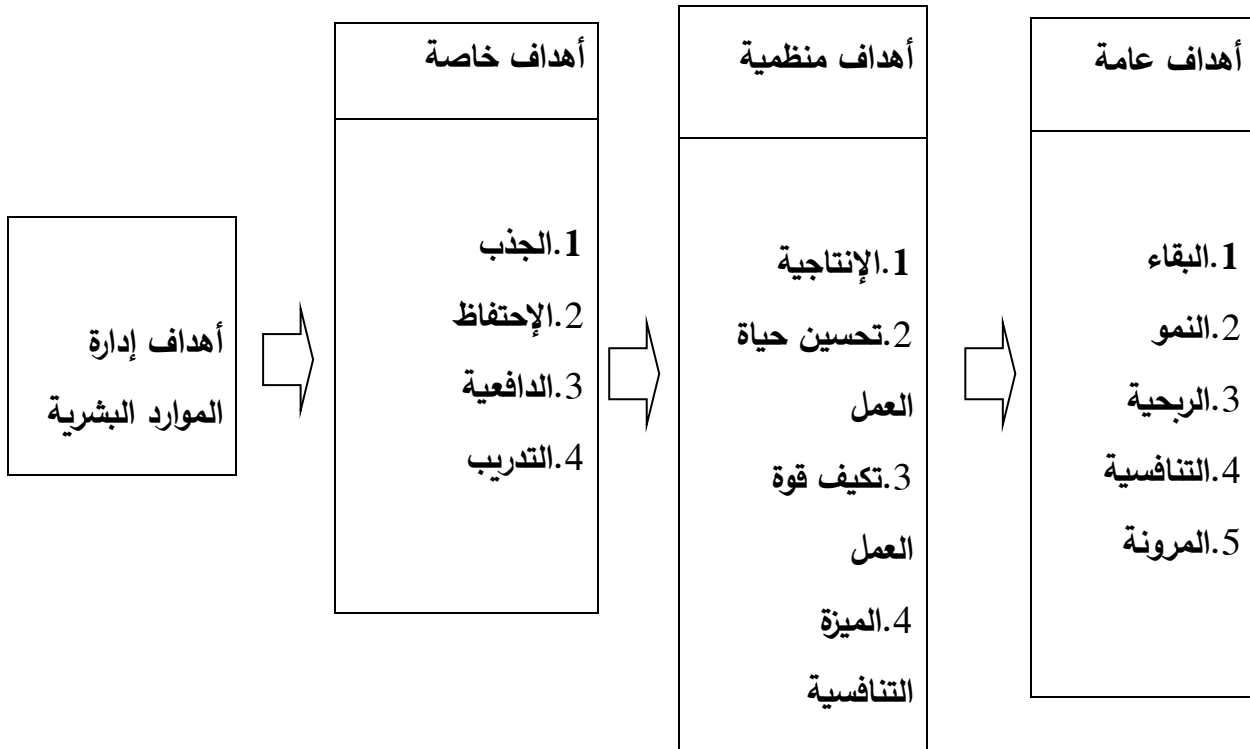 أهداف إدارة
الموارد البشرية
أهداف خاصة
1.الجذب
2.الإحتفاظ
3.الدافعية
4.التدريب
أهداف منظمية
1.الإنتاجية
2.تحسين حياة
العمل
3.تكيف قوة
العمل
4.الميزة
التنافسية
أهداف عامة
1.البقاء
2.النمو
3.الربحية
4.التنافسية
5.المرونة